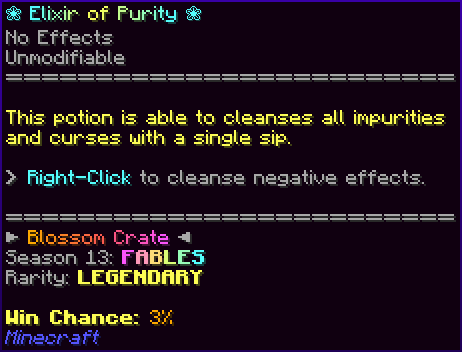 ❀ Elixir of Purity ❀
No Effects
Unmodifiable
==============================
This potion is able to cleanses all impurities
and curses with a single sip.
> Right-Click to cleanse negative effects.
==============================
► Blossom Crate ◄
Season 13: FABLES
Rarity: LEGENDARY
Win Chance: 3%
Minecraft